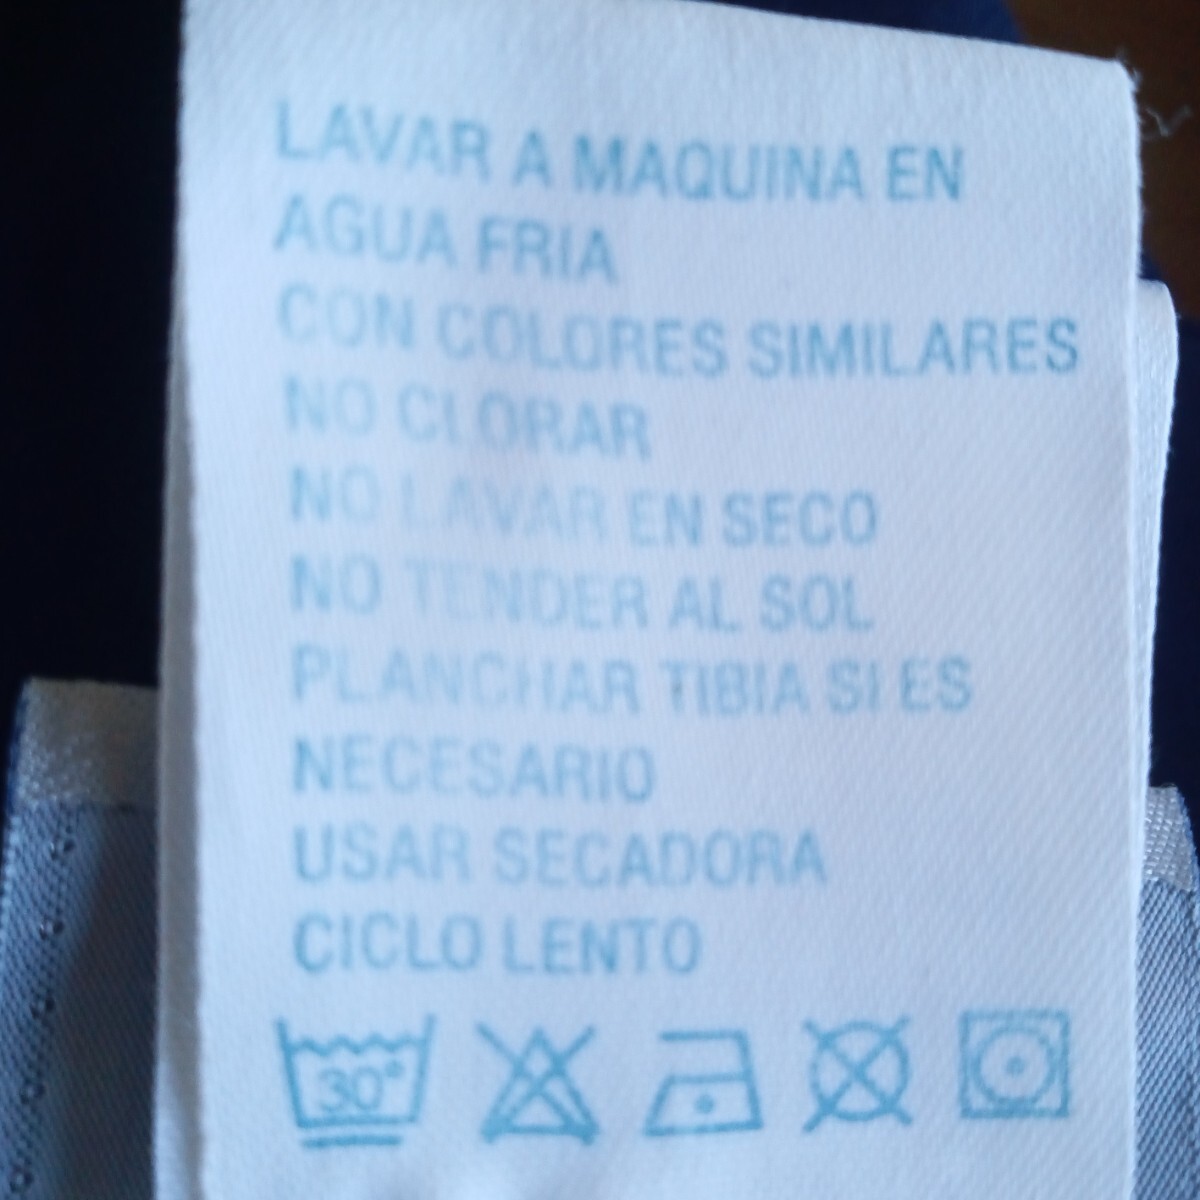 LAVAR A MAQUINA EN
AGUA FRIA
CON COLORES SIMILARES
NO CLORAR
NO LAVAR EN SECO
NO TENDER AL SOL
PLANCHAR TIBIA SI ES
NECESARIO
USAR SECADORA
CICLO LENTO
30°